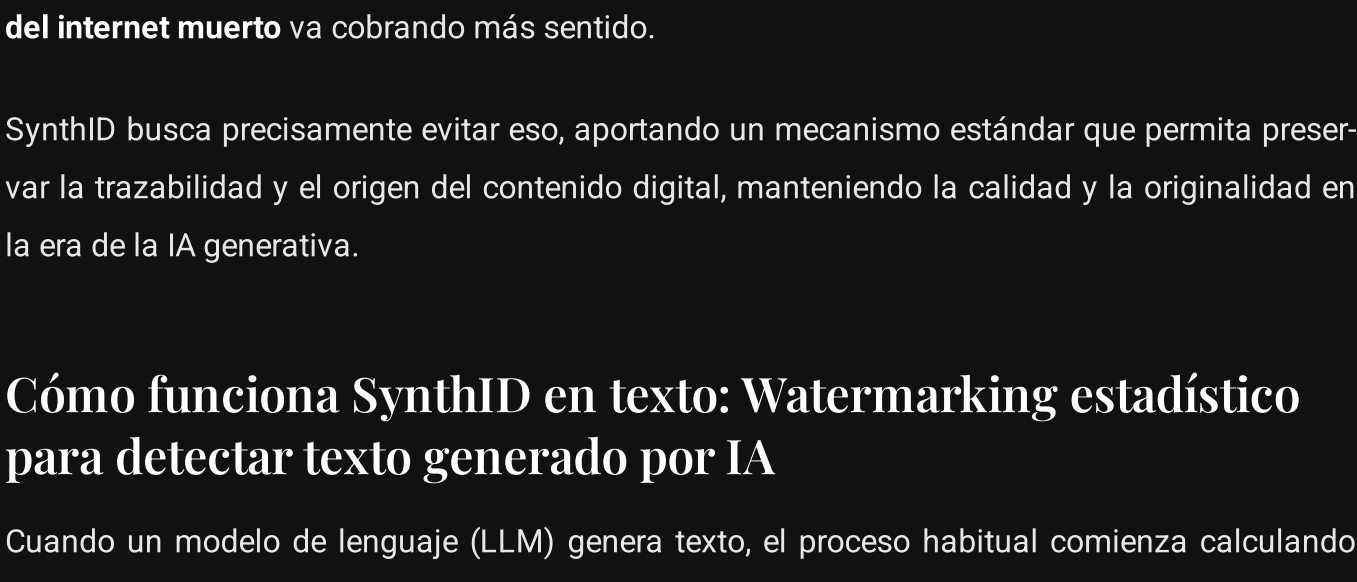 del internet muerto va cobrando más sentido.
SynthID busca precisamente evitar eso, aportando un mecanismo estándar que permita preser-
var la trazabilidad y el origen del contenido digital, manteniendo la calidad y la originalidad en
la era de la IA generativa.
Cómo funciona SynthID en texto: Watermarking estadístico
para detectar texto generado por IA
Cuando un modelo de lenguaje (LLM) genera texto, el proceso habitual comienza calculando